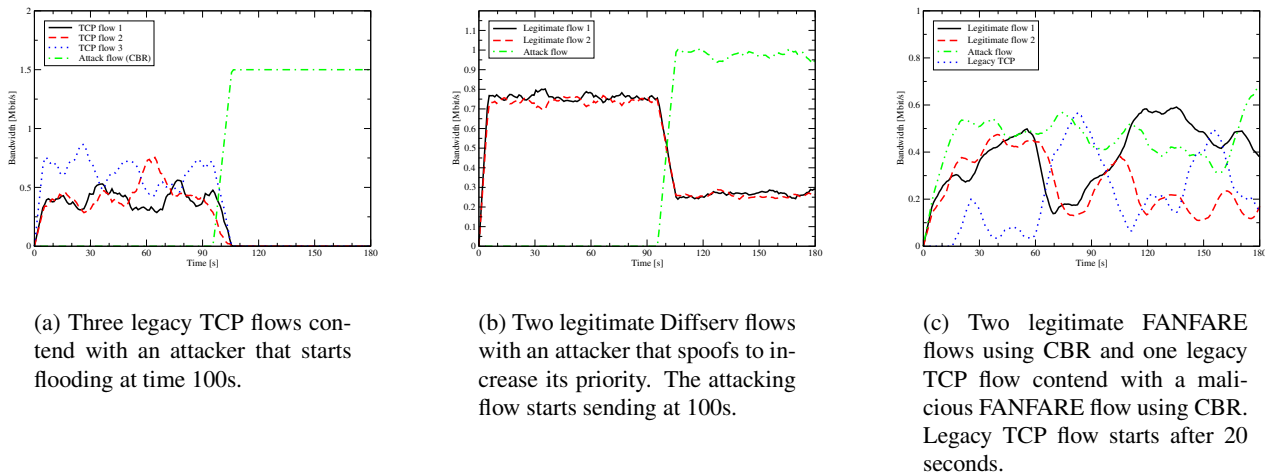 2
1.5
1
0.5
0
0 30 60 90 120 150 180
Time [s]
Bandwidth [Mbit/s]
TCP flow 1
TCP flow 2
TCP flow 3
Attack flow (CBR)
1.1
1
0.9
0.8
0.7
0.6
0.5
0.4
0.3
0.2
0.1
0
0 30 60 90 120 150 180
Time [s]
Bandwidth [Mbit/s]
Legitimate flow 1
Legitimate flow 2
Attack flow
1
0.8
0.6
0.4
0.2
0
0 30 60 90 120 150 180
Time [s]
Bandwidth [Mbit/s]
Legitimate flow 1
Legitimate flow 2
Attack flow
Legacy TCP
(a) Three legacy TCP flows con-
tend with an attacker that starts
flooding at time 100s.
(b) Two legitimate Diffserv flows
with an attacker that spoofs to in-
crease its priority. The attacking
flow starts sending at 100s.
(c) Two legitimate FANFARE
flows using CBR and one legacy
TCP flow contend with a mali-
cious FANFARE flow using CBR.
Legacy TCP flow starts after 20
seconds.